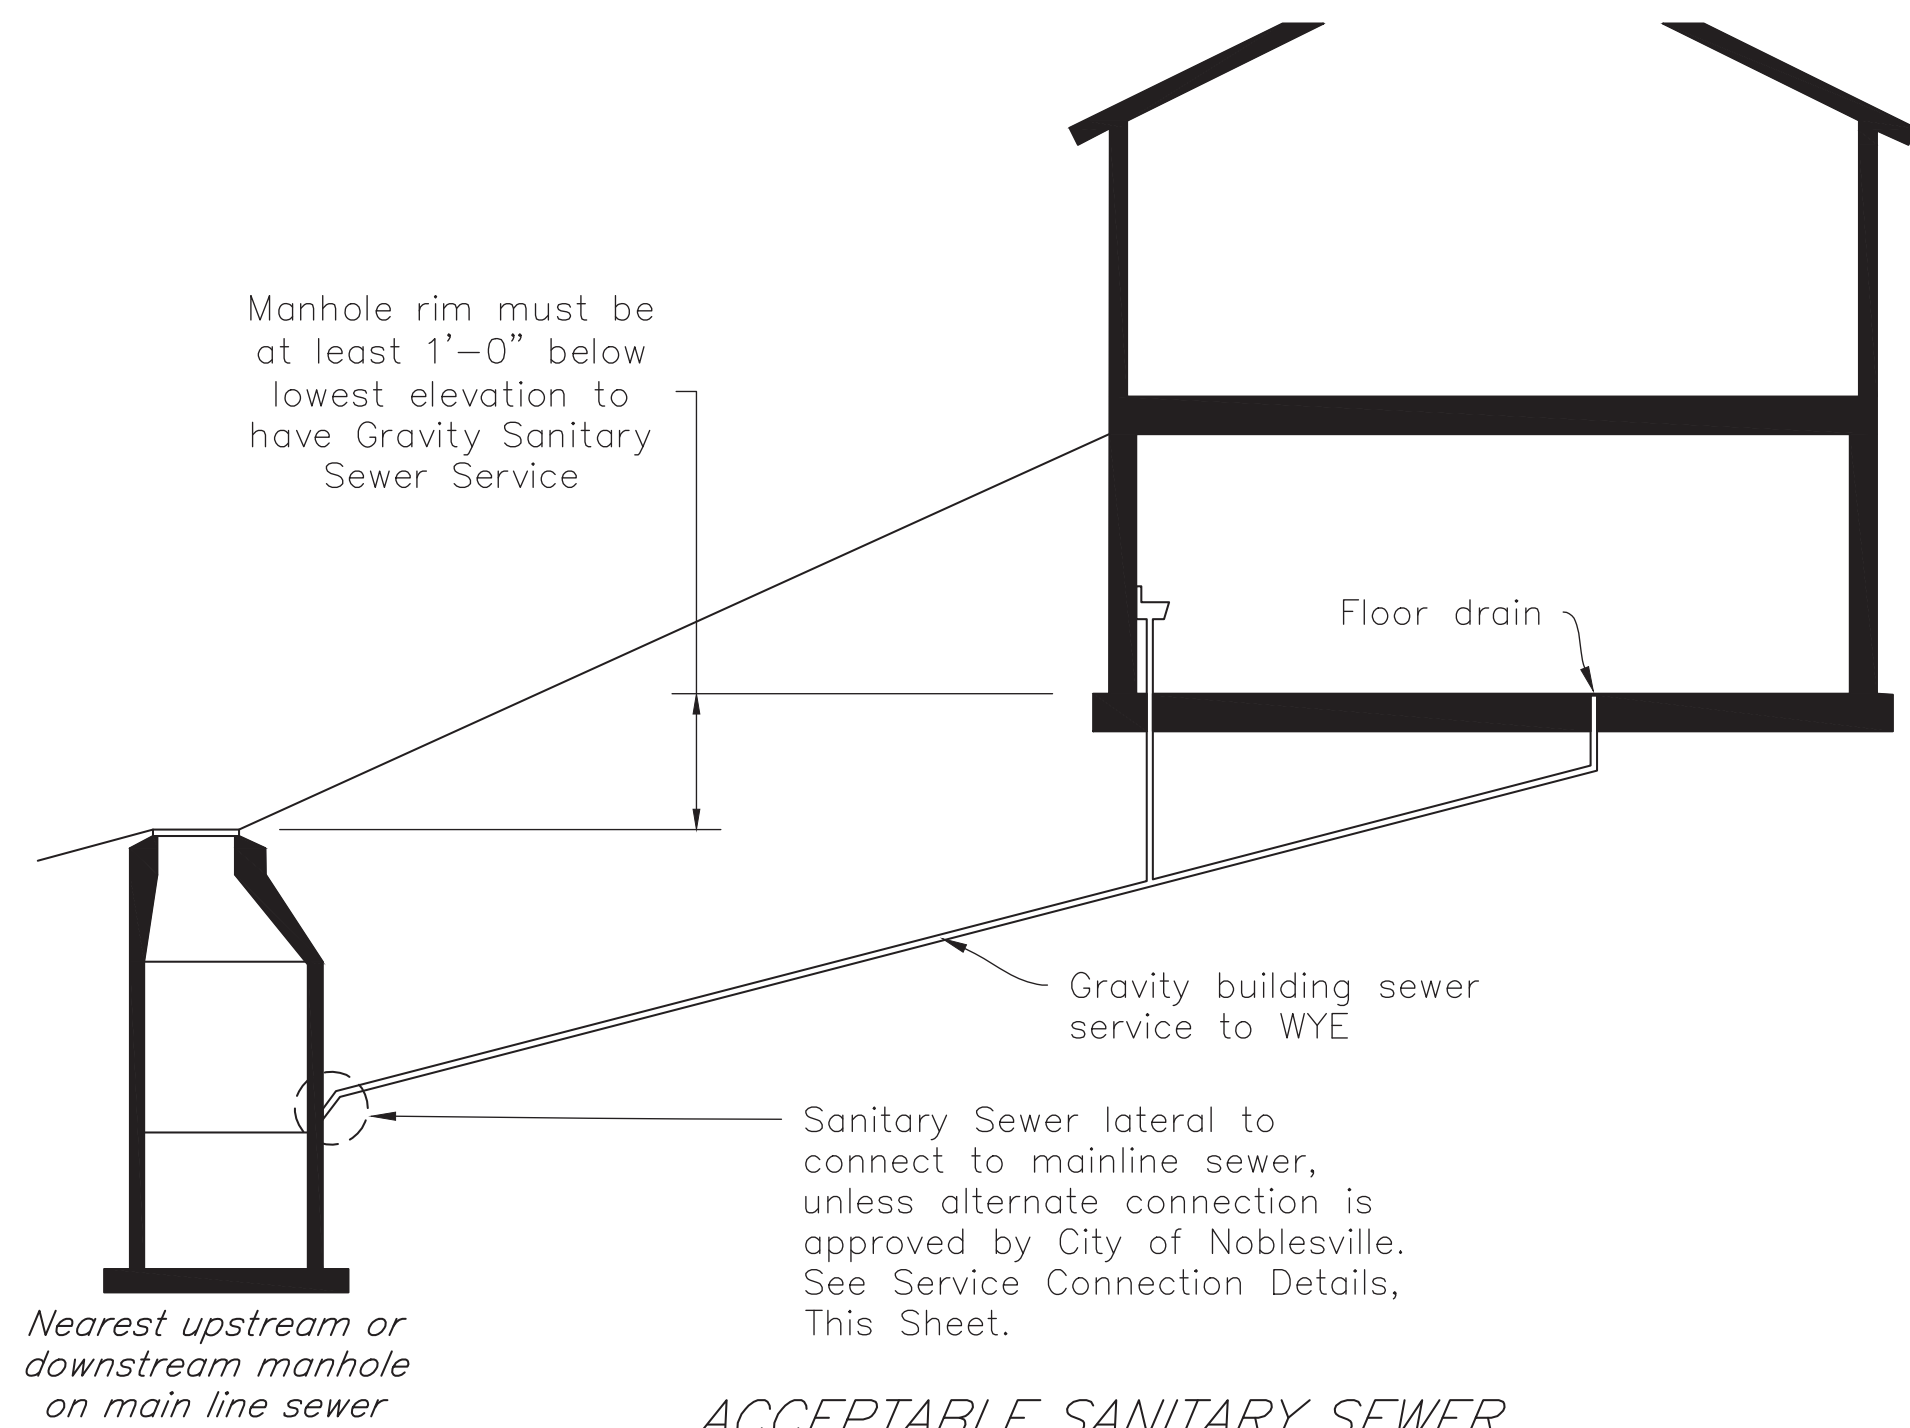 Manhole rim must be
at least 1'-0" below
lowest elevation to
have Gravity Sanitary
Sewer Service
Floor drain
Gravity building sewer
service to WYE
Sanitary Sewer lateral to
connect to mainline sewer,
unless alternate connection is
approved by City of Noblesville.
See Service Connection Details,
This Sheet.
Nearest upstream or
downstream manhole
on main line sewer
ACCEPTABLE SANITARY SEWER